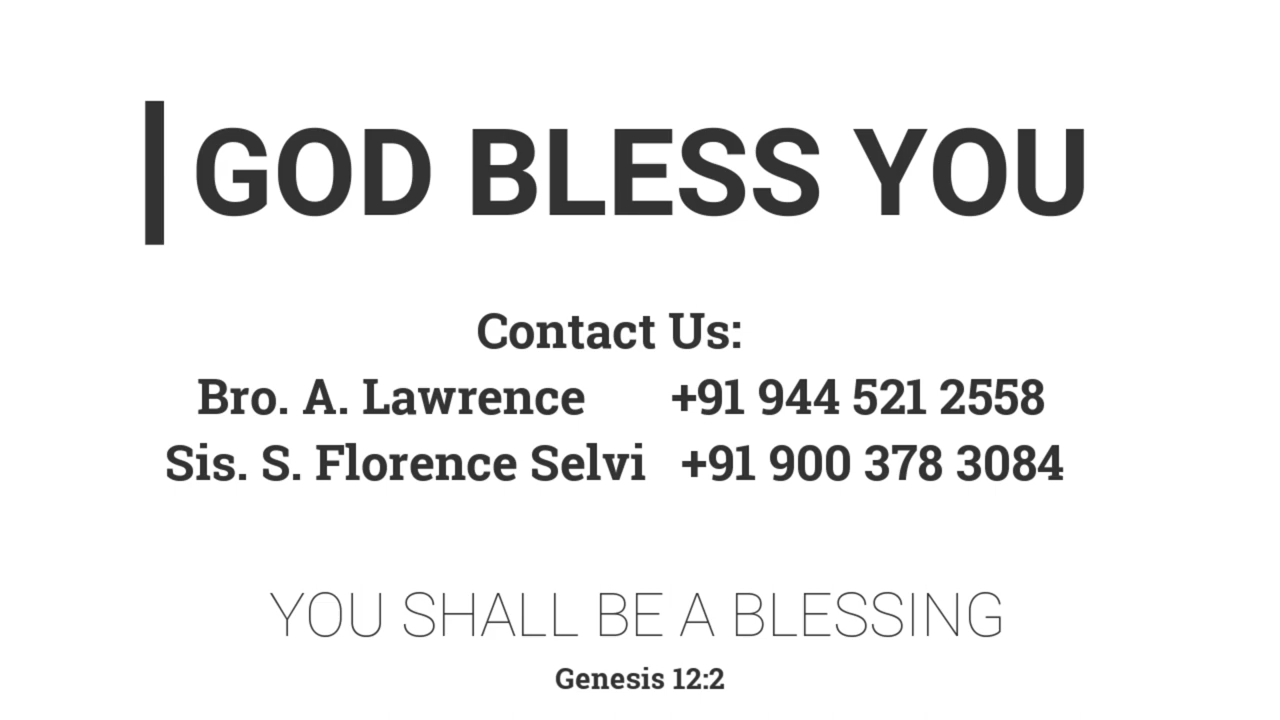 GOD BLESS YOU
Contact Us:
Bro. A. Lawrence +91 944 521 2558
Sis. S. Florence Selvi +91 900 378 3084
YOU SHALL BE A BLESSING
Genesis 12:2